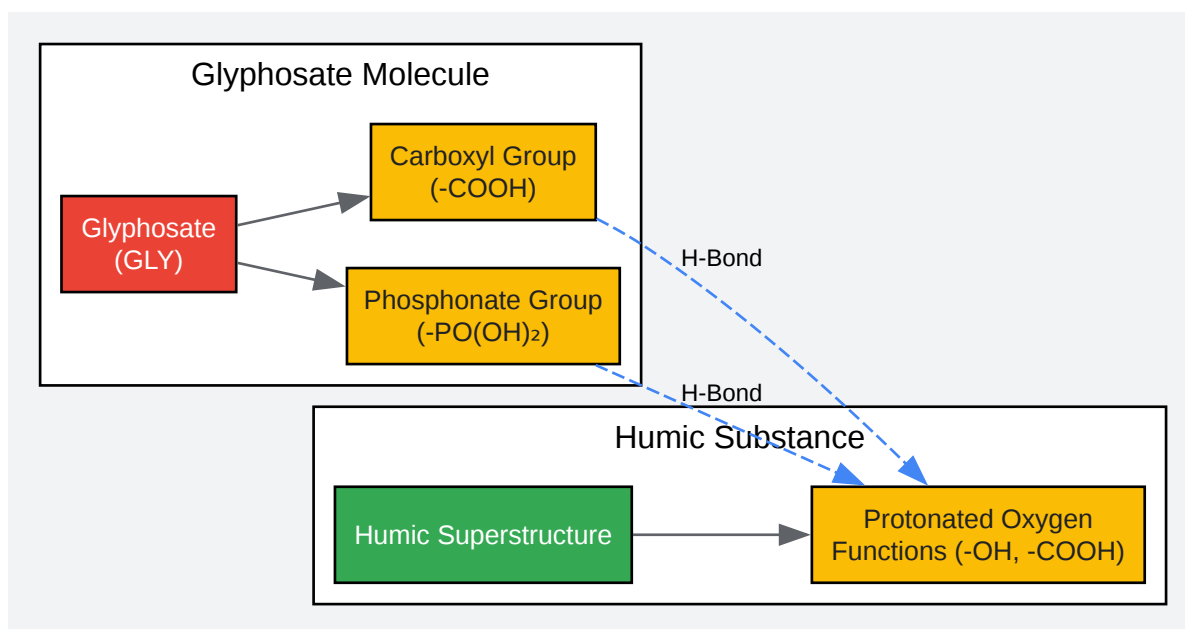 Glyphosate Molecule
Carboxyl Group
(-COOH)
Glyphosate
(GLY)
Phosphonate Group
(-PO(OH)₂)
H-Bond
H-Bond
Humic Substance
Humic Superstructure
Protonated Oxygen
Functions (-OH, -COOH)